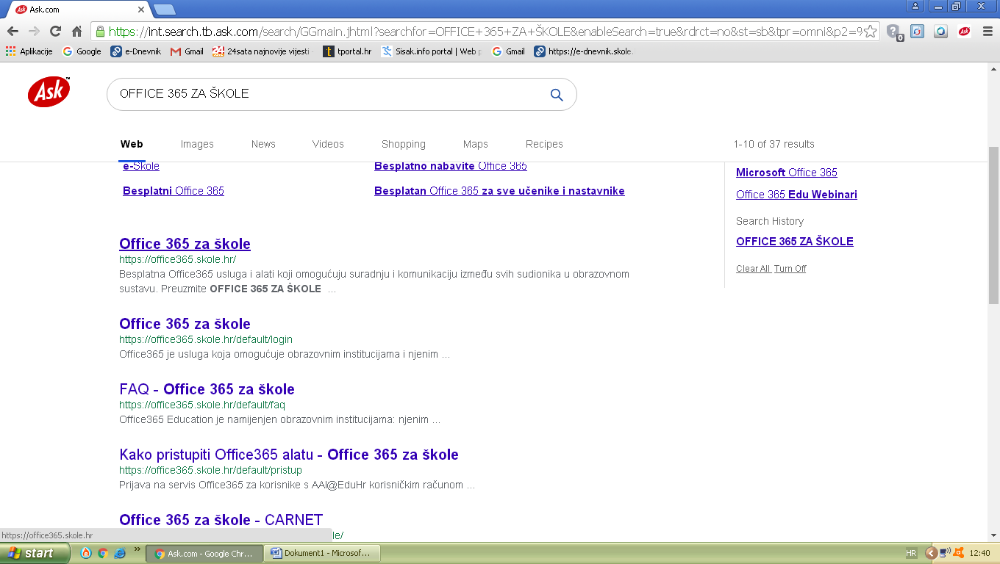 Ask Ask.com
https://int.search.tb.ask.com/search/GGmain.jhtml?searchfor=OFFICE+365+ZA+ŠKOLE&enableSearch=true&rdrct=no&st=sb&tpr=omni&p2=
0
Ask
Aplikacije Google e-Dnevnik Gmail 24sata najnovije vijesti tportal.hr Sisak.info portal | Web p Gmail https://e-dnevnik.skole.
Ask™ OFFICE 365 ZA ŠKOLE
Web Images News Videos Shopping Maps Recipes 1-10 of 37 results
e-Škole Besplatno nabavite Office 365
Besplatni Office 365 Besplatan Office 365 za sve učenike i nastavnike
Microsoft Office 365
Office 365 Edu Webinari
Search History
OFFICE 365 ZA ŠKOLE
Clear All Turn Off
Office 365 za škole
https://office365.skole.hr/
Besplatna Office365 usluga i alati koji omogućuju suradnju i komunikaciju između svih sudionika u obrazovnom
sustavu. Preuzmite OFFICE 365 ZA ŠKOLE ...
Office 365 za škole
https://office365.skole.hr/default/login
Office365 je usluga koja omogućuje obrazovnim institucijama i njenim ...
FAQ - Office 365 za škole
https://office365.skole.hr/default/faq
Office365 Education je namijenjen obrazovnim institucijama: njenim ...
Kako pristupiti Office365 alatu - Office 365 za škole
https://office365.skole.hr/default/pristup
Prijava na servis Office365 za korisnike s AAI@EduHr korisničkim računom ...
Office 365 za škole - CARNET
le/
https://office365.skole.hr
start » Ask.com - Google Chr... Dokument1 - Microsof... HR 12:40